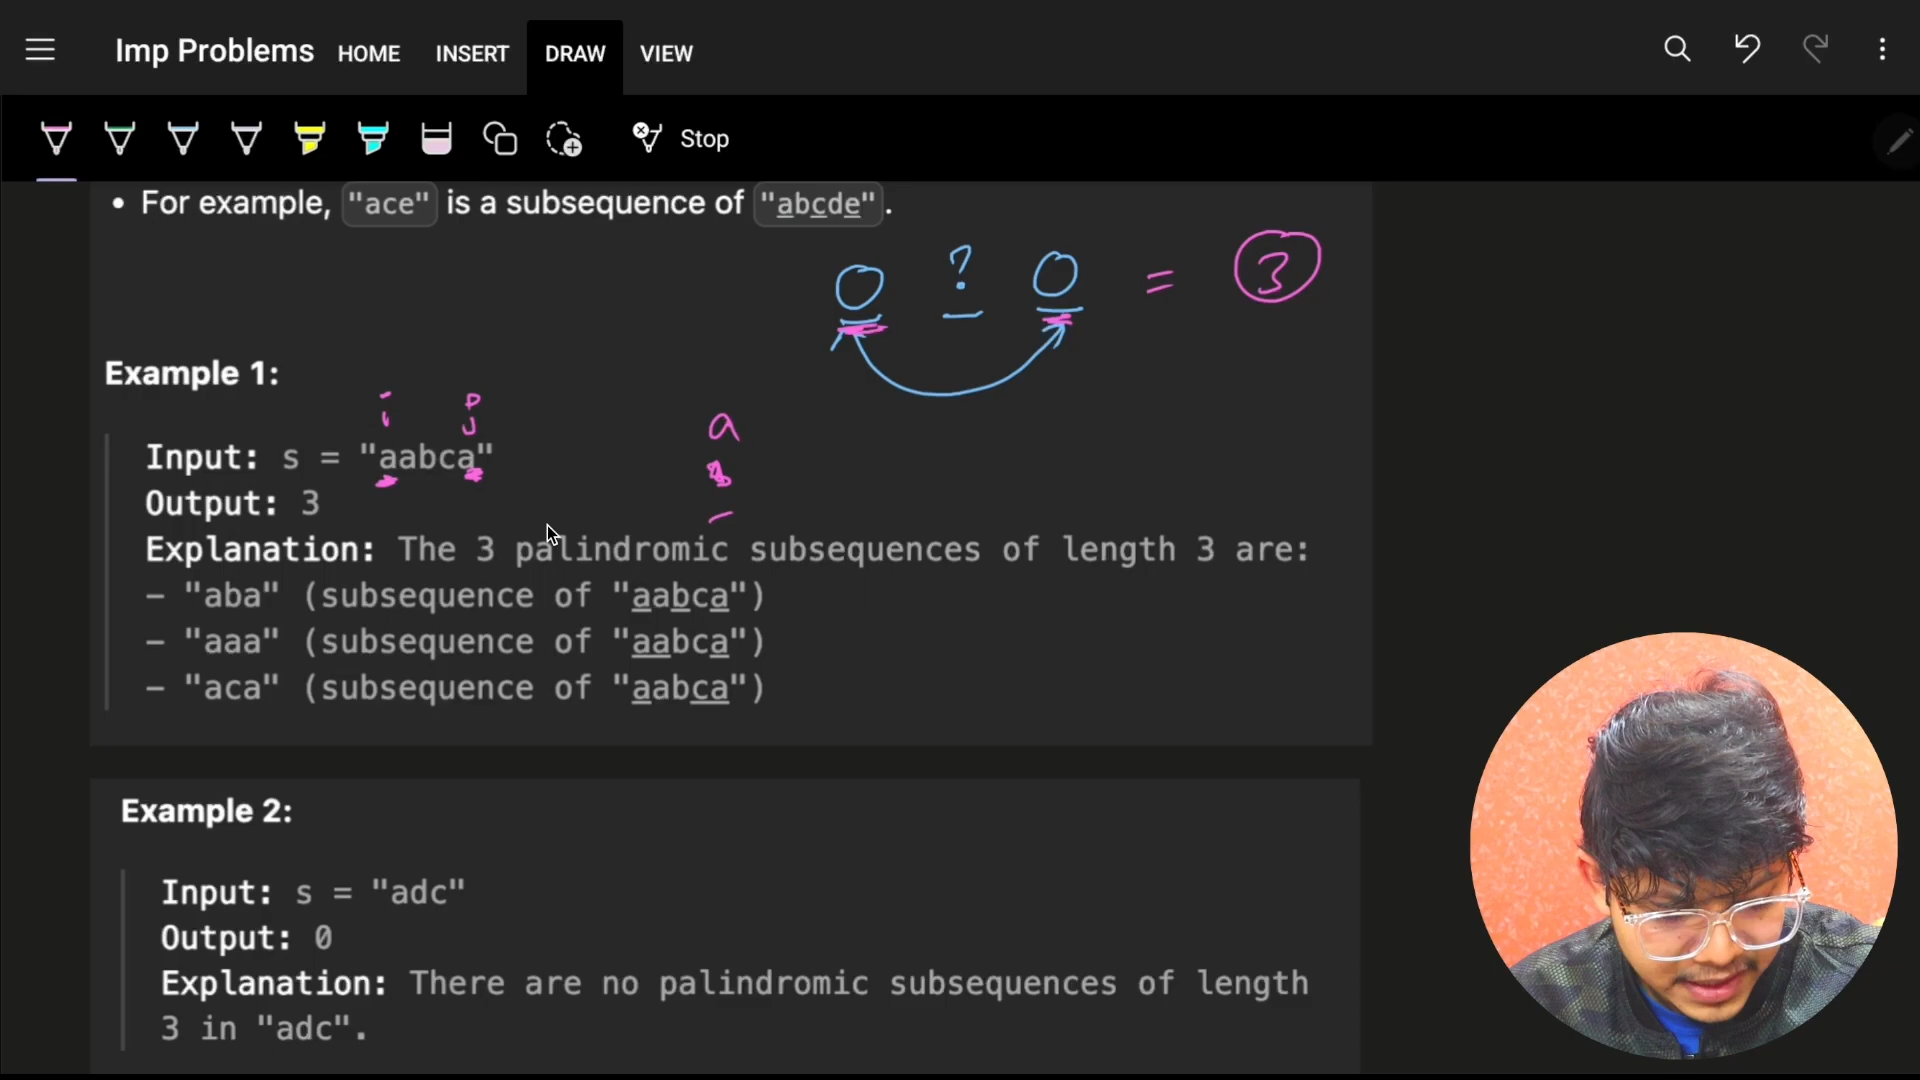 Imp Problems HOME INSERT DRAW VIEW
Stop
• For example, "ace" is a subsequence of "abcde".
0 ? 0 = 3
Example 1:
i j
a
Input: s = "aabca"
Output: 3
Explanation: The 3 palindromic subsequences of length 3 are:
- "aba" (subsequence of "aabca")
- "aaa" (subsequence of "aabca")
- "aca" (subsequence of "aabca")
Example 2:
Input: s = "adc"
Output: 0
Explanation: There are no palindromic subsequences of length
3 in "adc".